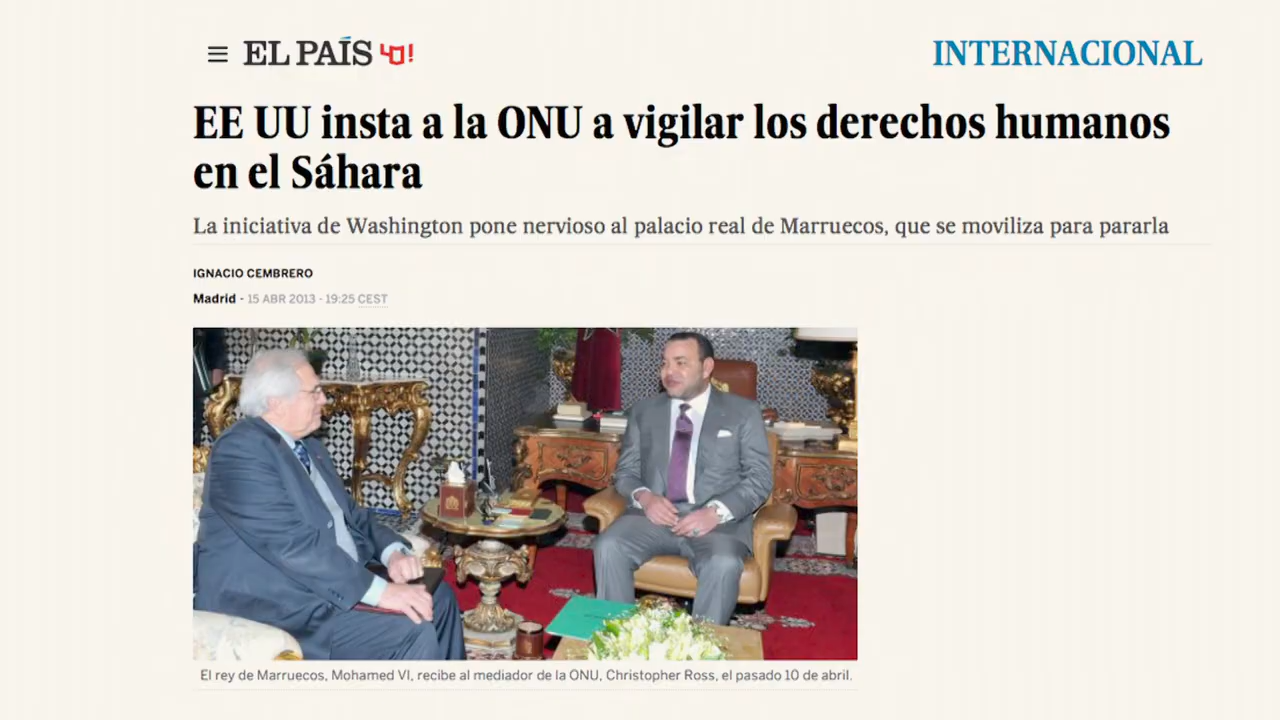 EL PAÍS 40!
INTERNACIONAL
EE UU insta a la ONU a vigilar los derechos humanos
en el Sáhara
La iniciativa de Washington pone nervioso al palacio real de Marruecos, que se moviliza para pararla
IGNACIO CEMBRERO
Madrid - 15 ABR 2013 - 19:25 CEST
El rey de Marruecos, Mohamed VI, recibe al mediador de la ONU, Christopher Ross, el pasado 10 de abril.